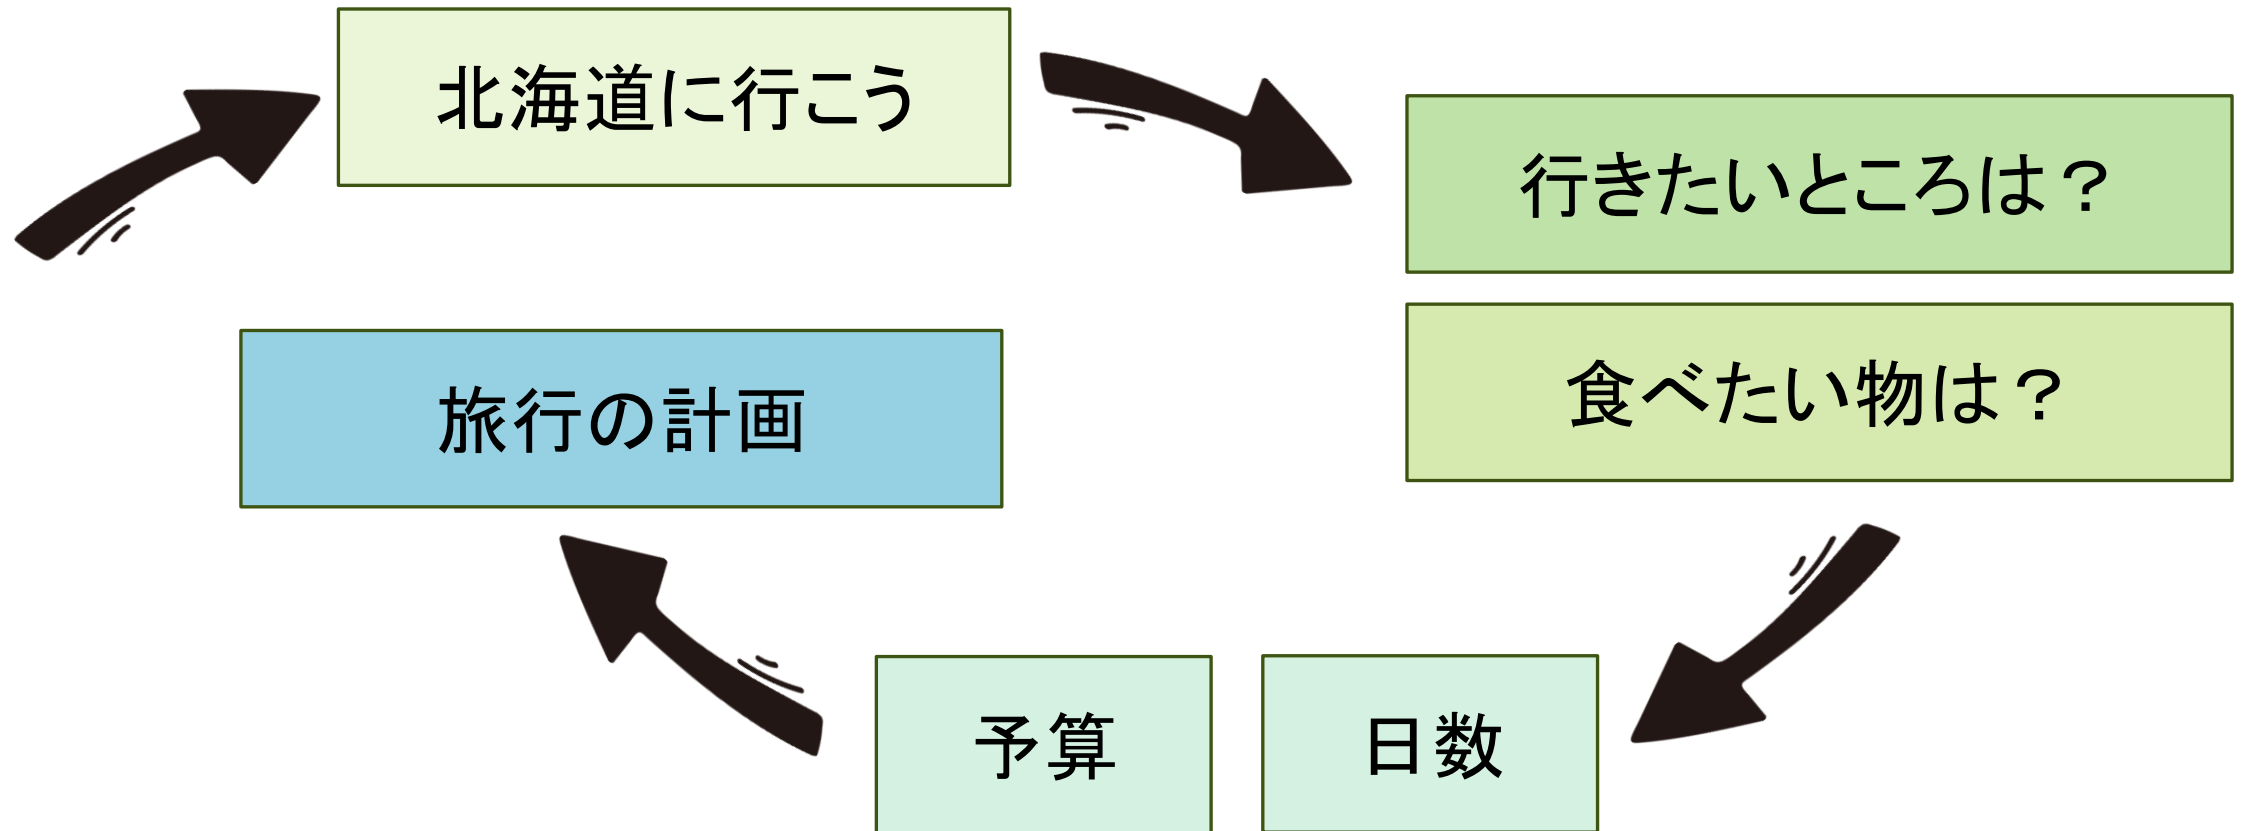 北海道に行こう
行きたいところは？
食べたい物は？
日数
予算
旅行の計画